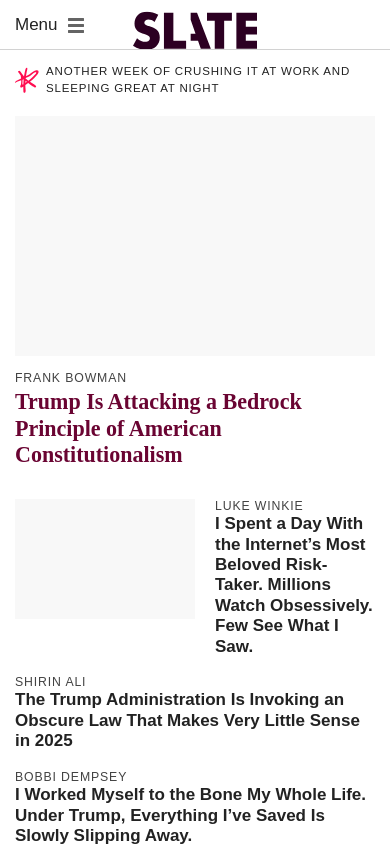 Menu
SLATE
ANOTHER WEEK OF CRUSHING IT AT WORK AND
SLEEPING GREAT AT NIGHT
FRANK BOWMAN
Trump Is Attacking a Bedrock
Principle of American
Constitutionalism
LUKE WINKIE
I Spent a Day With
the Internet’s Most
Beloved Risk-
Taker. Millions
Watch Obsessively.
Few See What I
Saw.
SHIRIN ALI
The Trump Administration Is Invoking an
Obscure Law That Makes Very Little Sense
in 2025
BOBBI DEMPSEY
I Worked Myself to the Bone My Whole Life.
Under Trump, Everything I’ve Saved Is
Slowly Slipping Away.